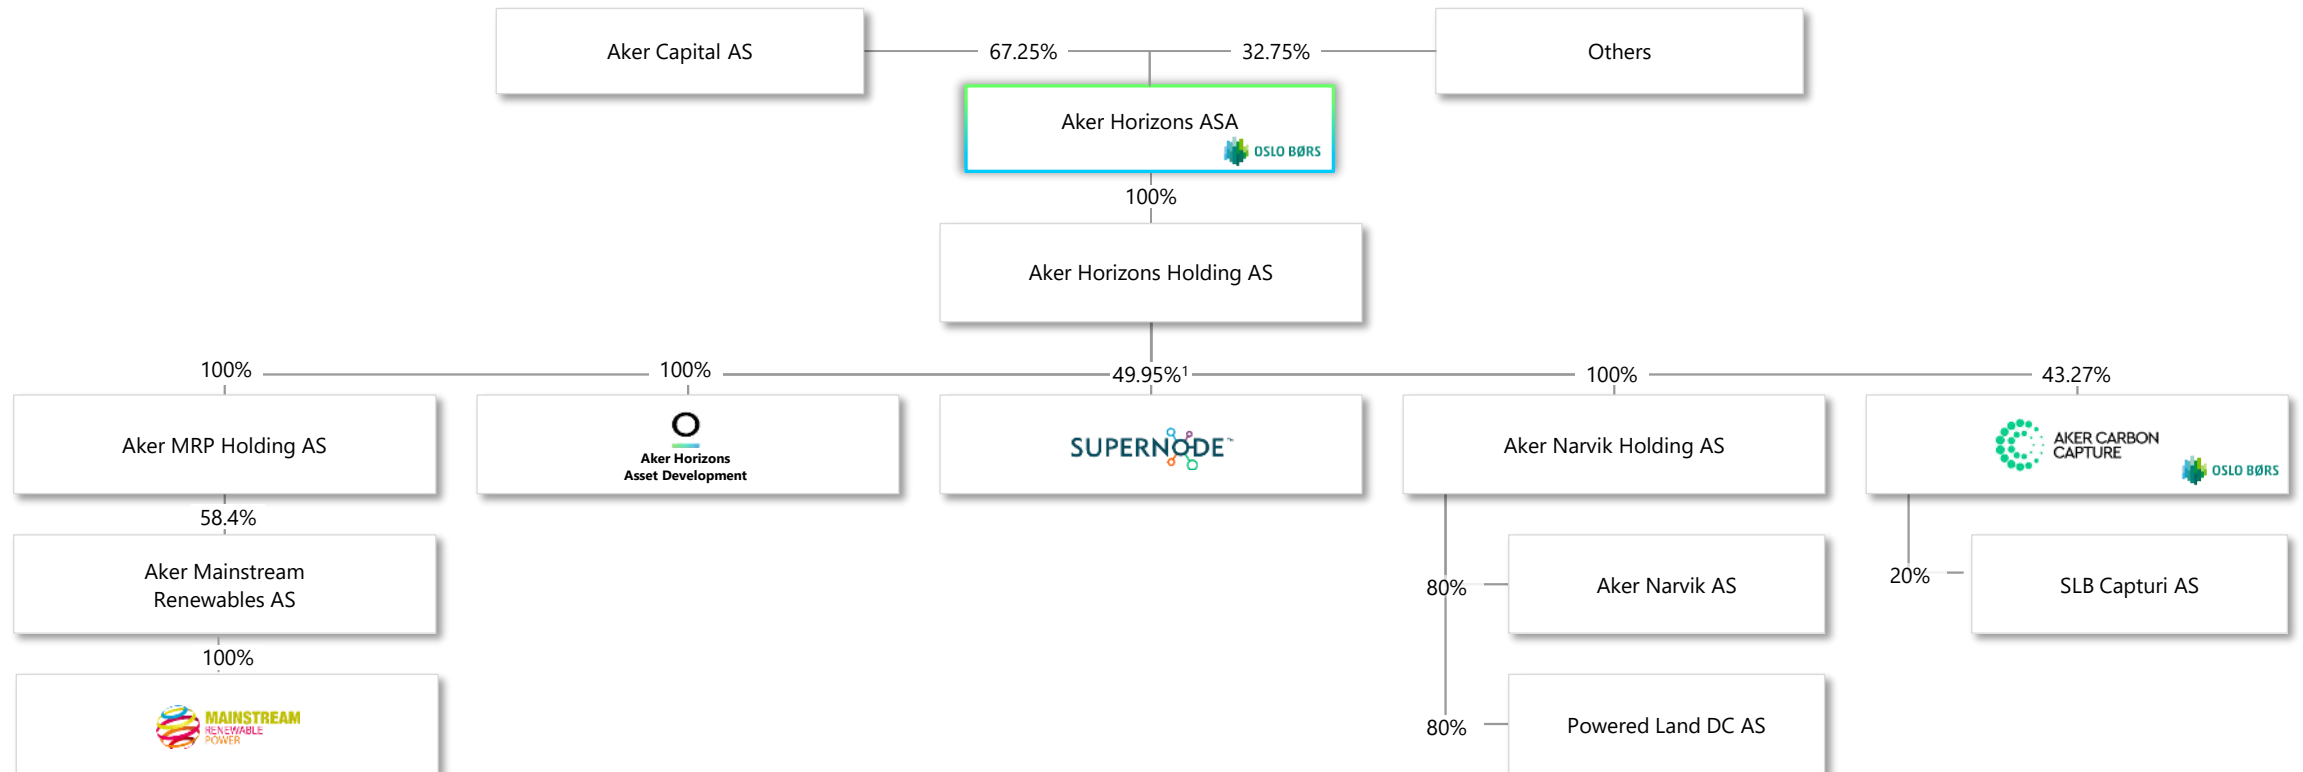 Aker Capital AS
67.25%
32.75%
Others
Aker Horizons ASA
OSLO BØRS
100%
Aker Horizons Holding AS
100%
100%
49.95%¹
100%
43.27%
Aker MRP Holding AS
Aker Horizons
Asset Development
SUPERNODE™
Aker Narvik Holding AS
AKER CARBON
CAPTURE
OSLO BØRS
58.4%
Aker Mainstream
Renewables AS
80%
Aker Narvik AS
20%
SLB Capturi AS
100%
MAINSTREAM
RENEWABLE
POWER
80%
Powered Land DC AS